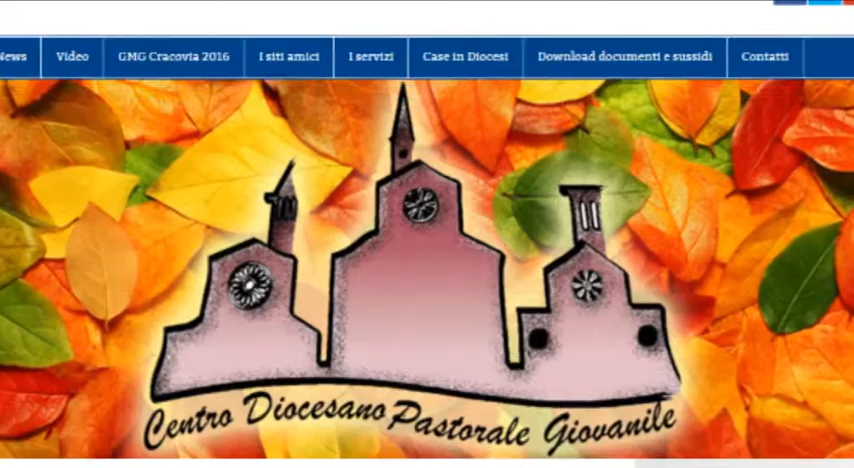 News Video GMG Cracovia 2016 I siti amici I servizi Case in Diocesi Download documenti e sussidi Contatti
Centro Diocesano Pastorale Giovanile